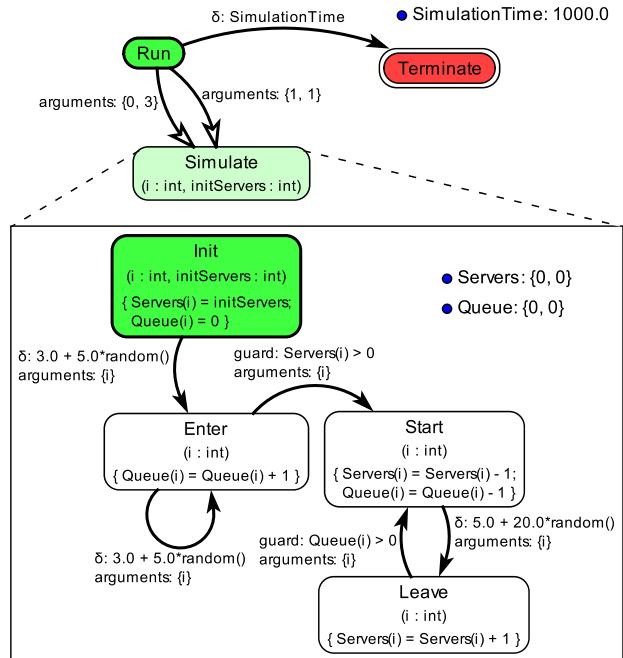 δ: SimulationTime
SimulationTime: 1000.0
Run
Terminate
arguments: {0, 3}
arguments: {1, 1}
Simulate
(i : int, initServers : int)
Init
(i : int, initServers : int)
{ Servers(i) = initServers;
Queue(i) = 0 }
Servers: {0, 0}
Queue: {0, 0}
δ: 3.0 + 5.0*random()
arguments: {i}
guard: Servers(i) > 0
arguments: {i}
Enter
(i : int)
{ Queue(i) = Queue(i) + 1 }
Start
(i : int)
{ Servers(i) = Servers(i) - 1;
Queue(i) = Queue(i) - 1 }
δ: 3.0 + 5.0*random()
arguments: {i}
guard: Queue(i) > 0
arguments: {i}
δ: 5.0 + 20.0*random()
arguments: {i}
Leave
(i : int)
{ Servers(i) = Servers(i) + 1 }